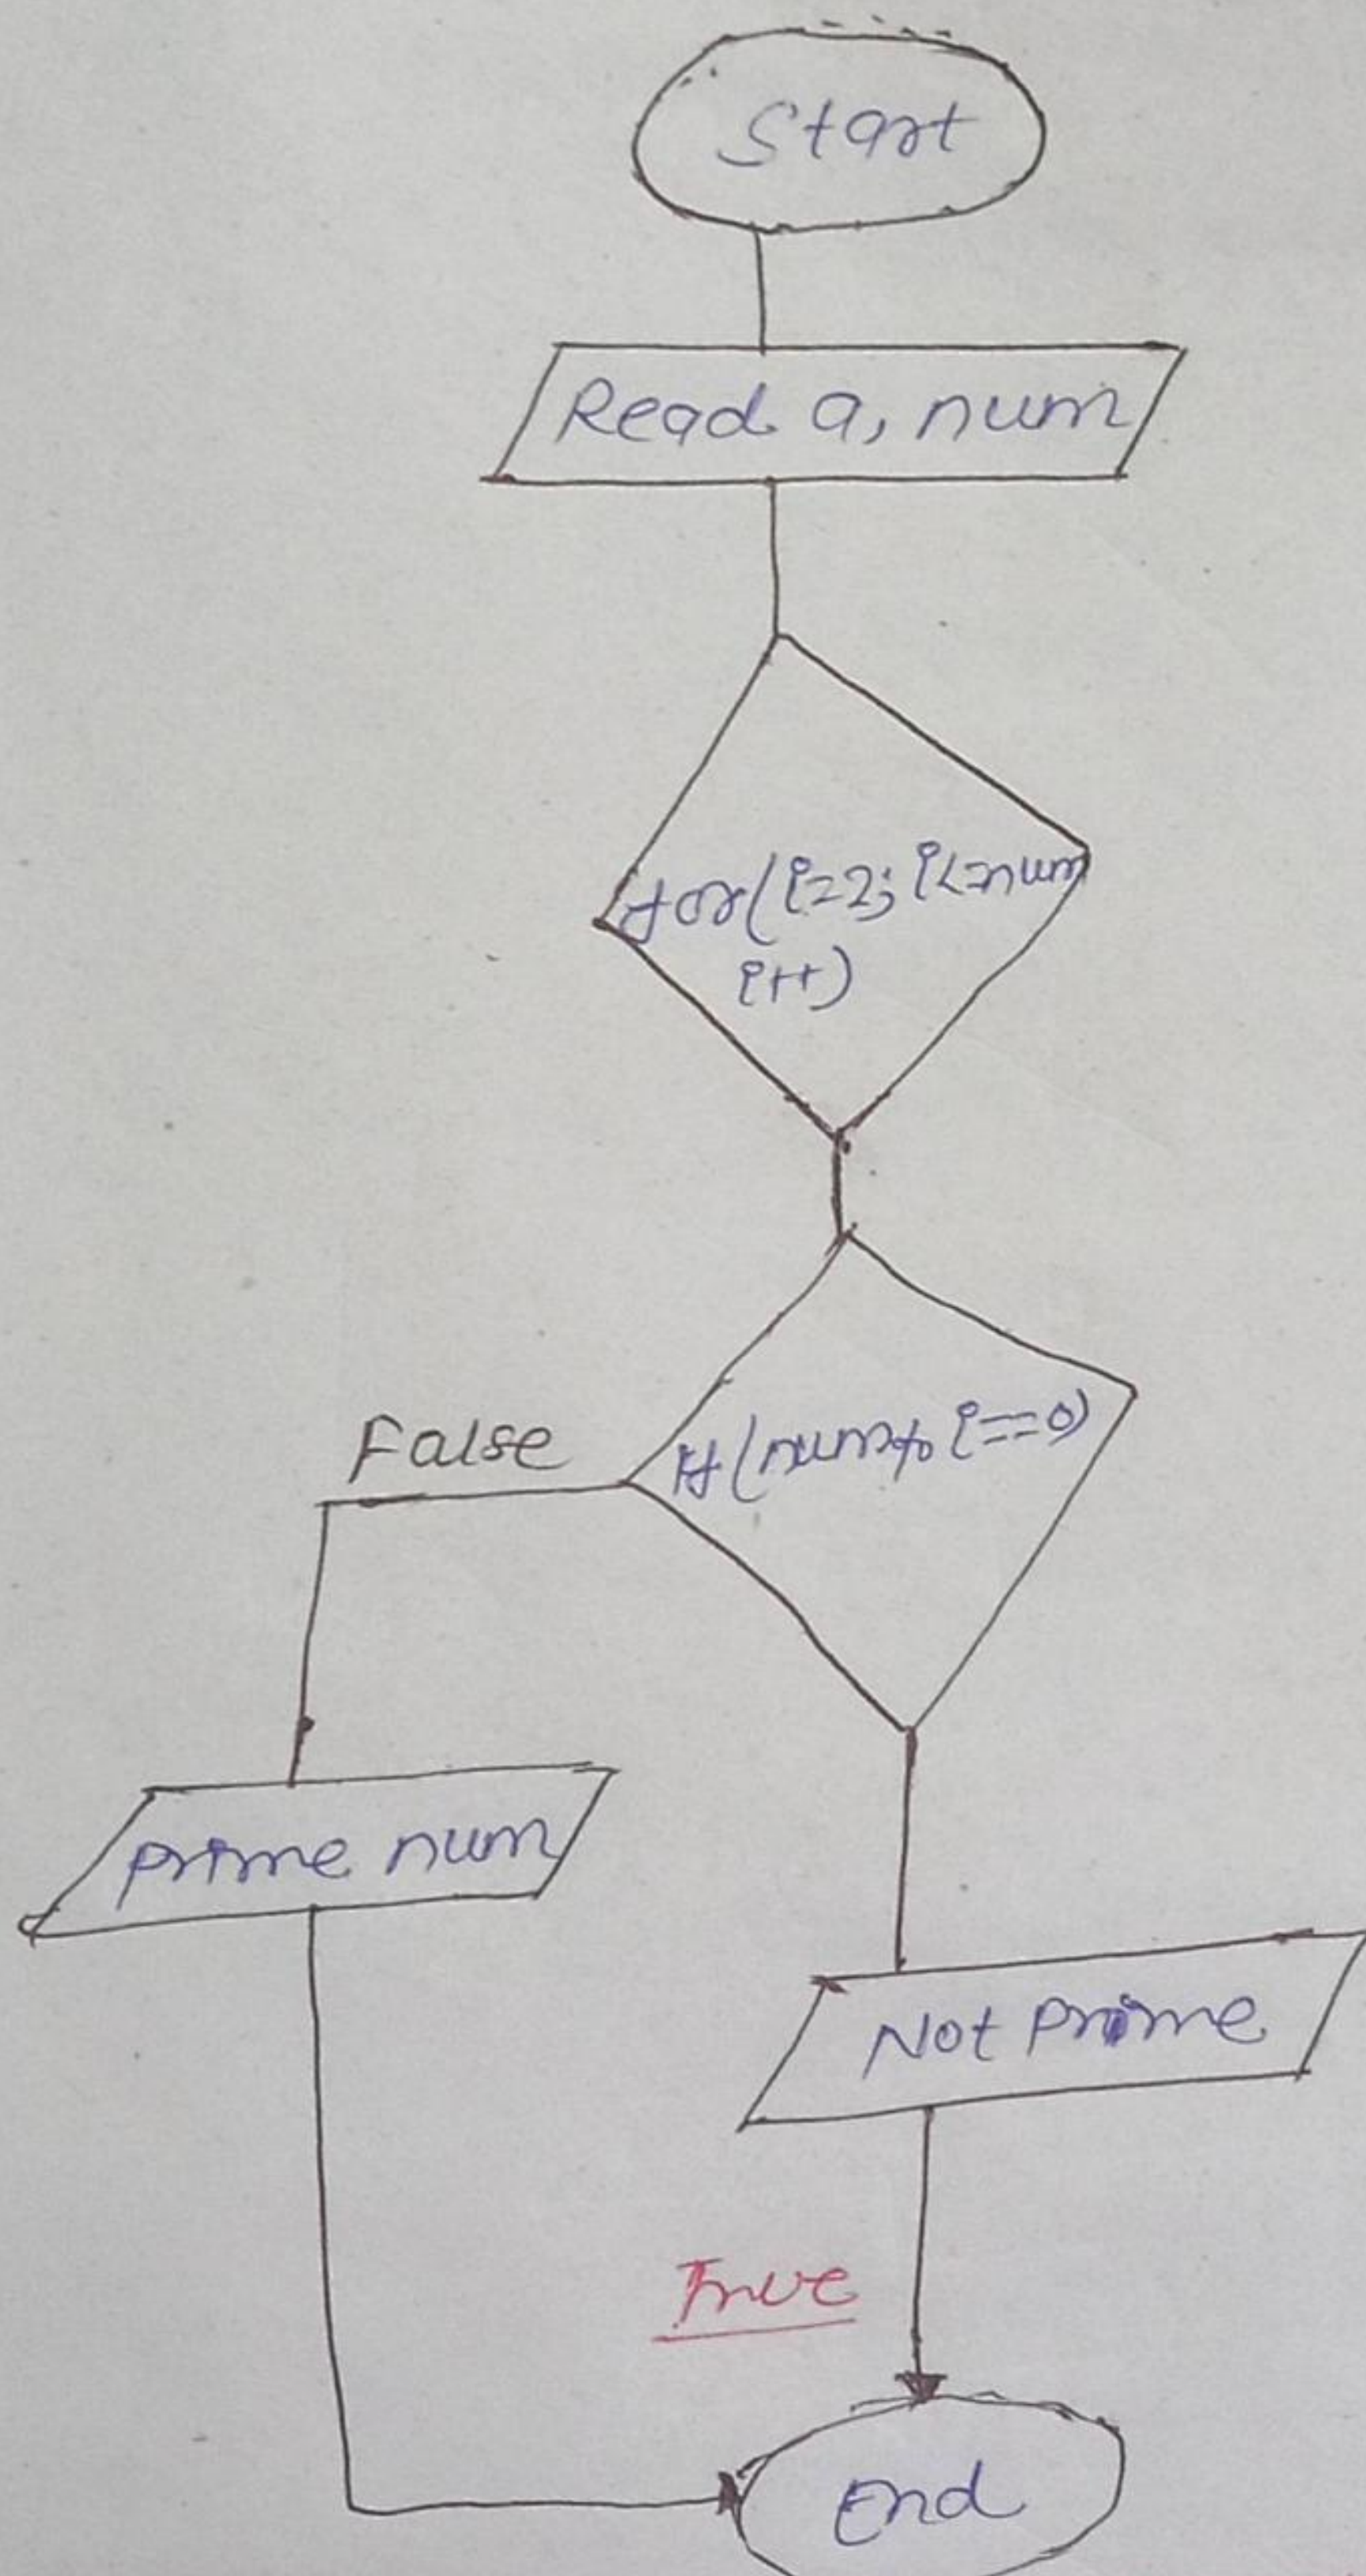 Start
Read a, num
for(i=2; i<=num
i++)
False
if(num% i==0)
prime num
Not prime
True
End